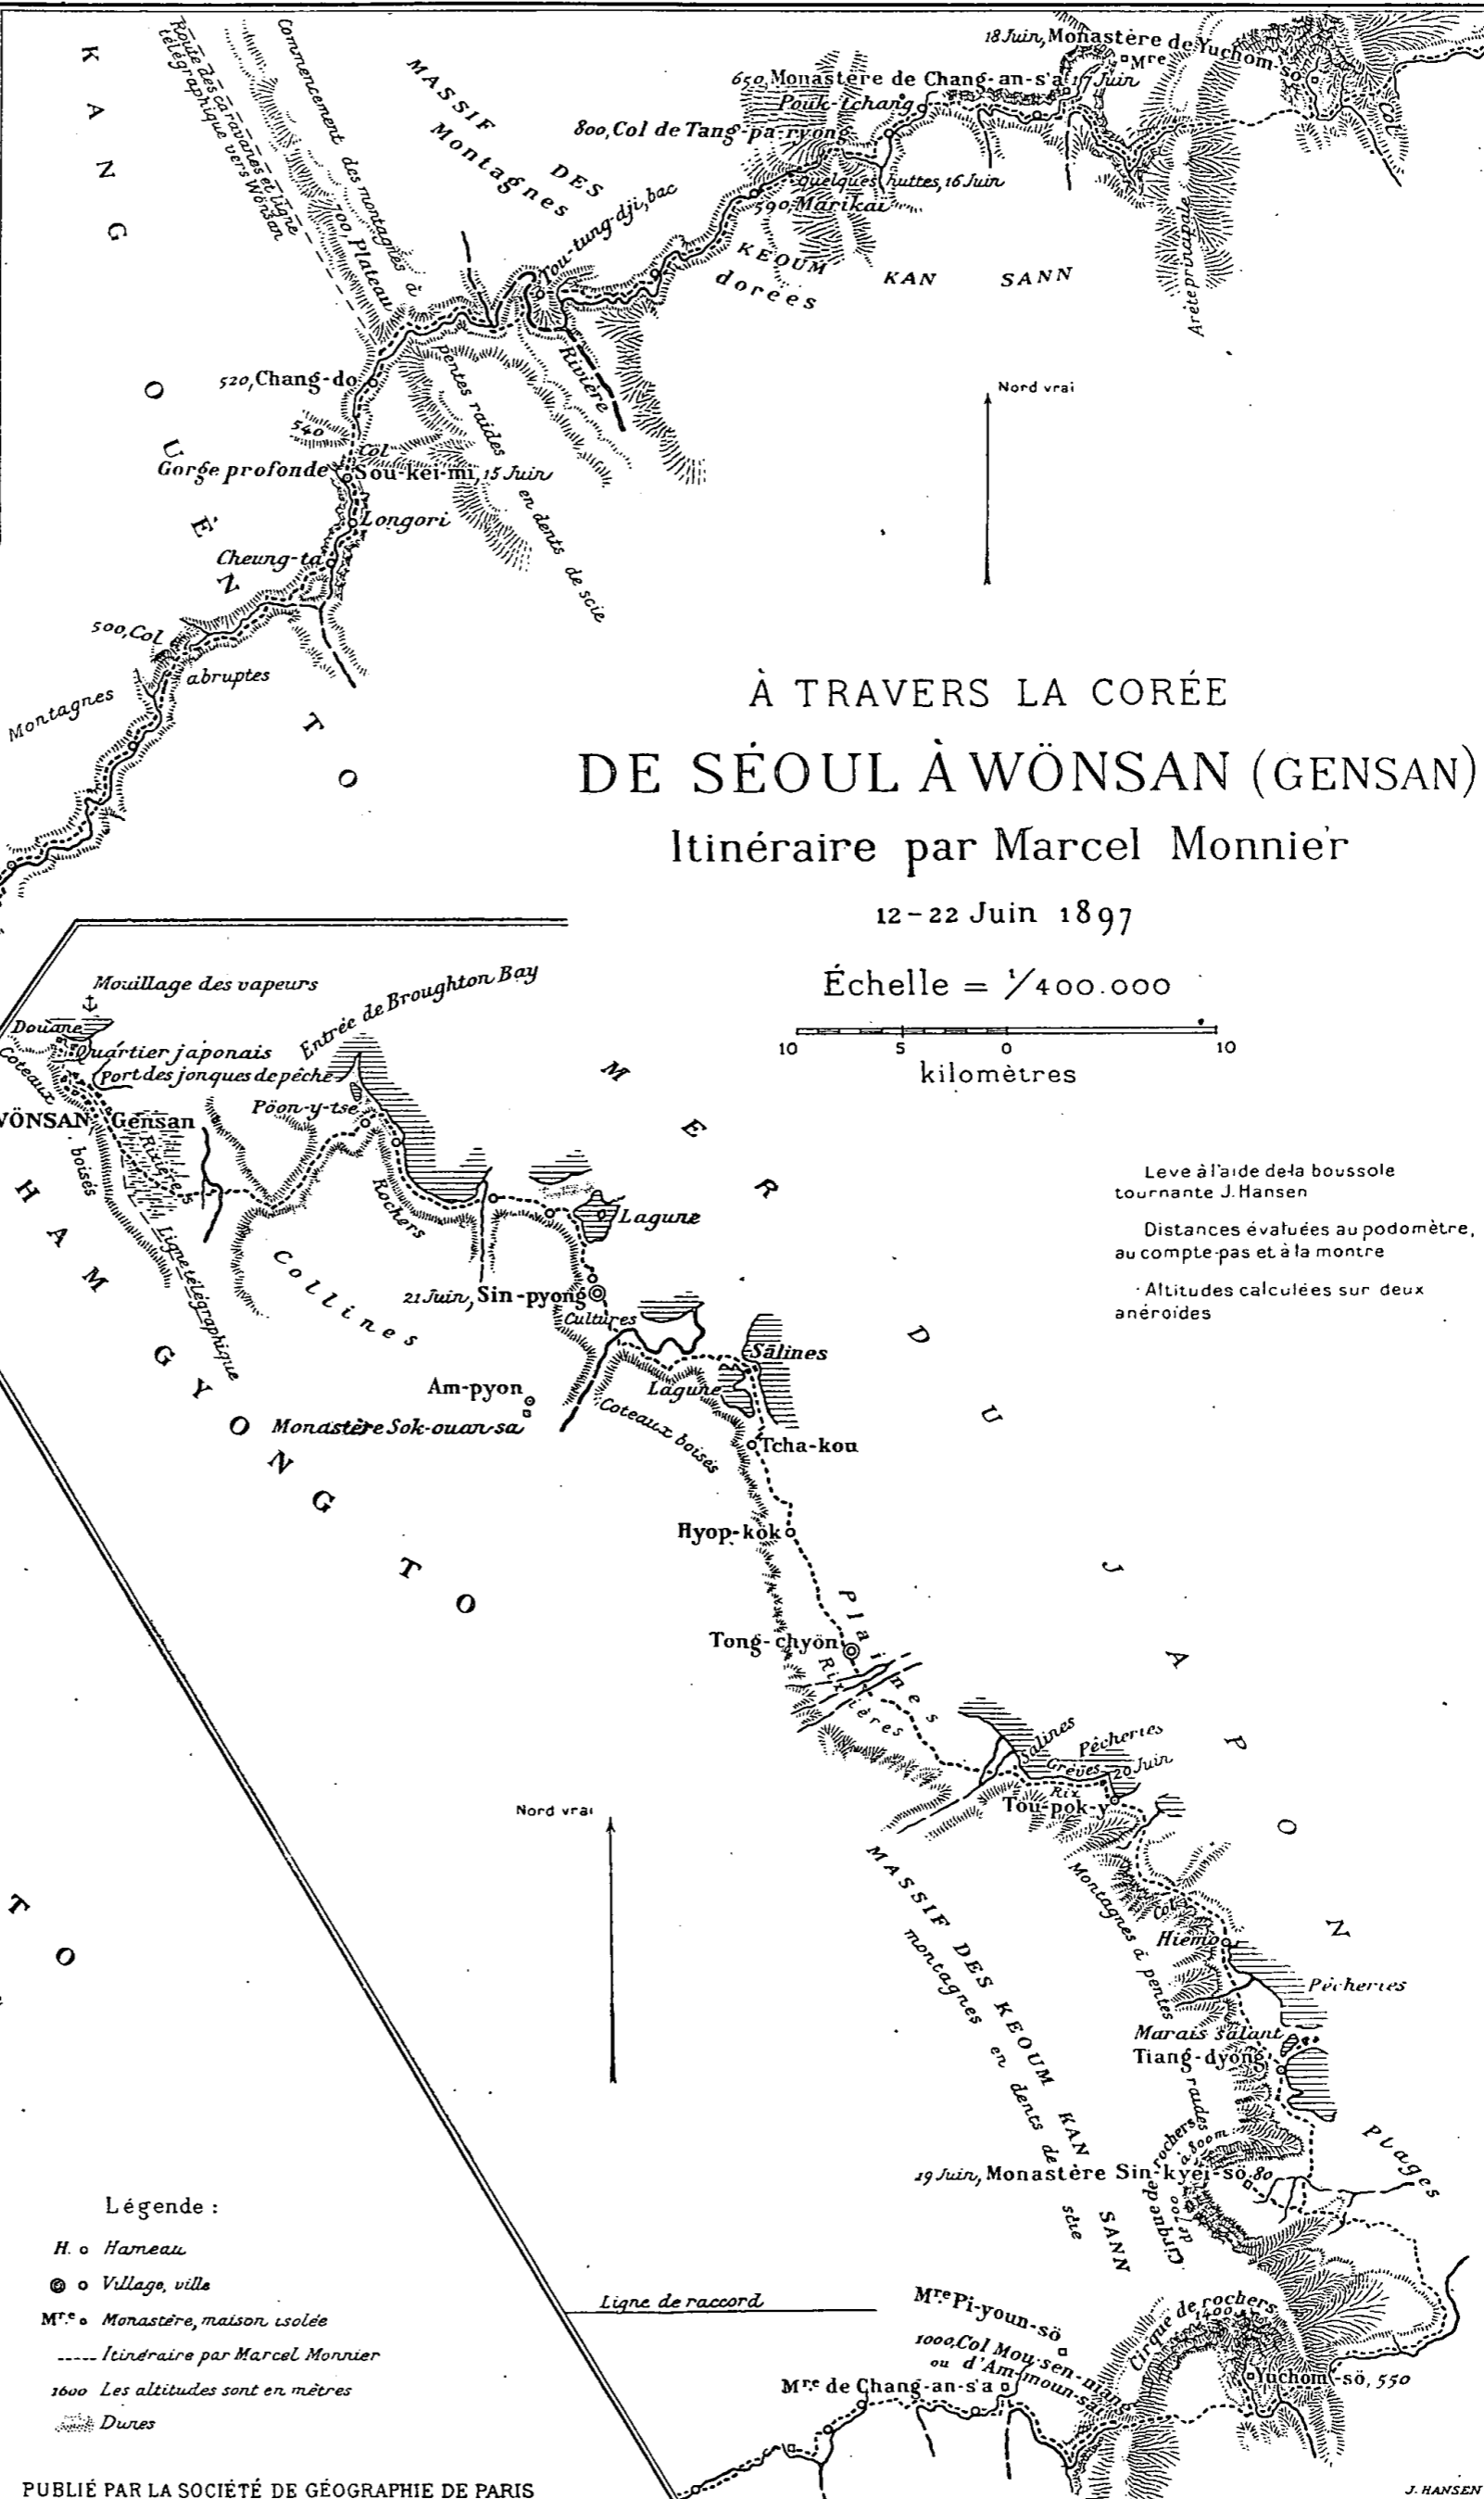 KANG OUÉN TO
Route des caravanes et ligne
télégraphique vers Wönsan
Commencement des montagnes à
700, Plateau
MASSIF DES KEOUM KAN SANN
Montagnes dorées
18 Juin, Monastère de Yuchom-sö
Mre
650, Monastère de Chang-an-s'a 17 Juin
Pouk-tchang
800, Col de Tang-pa-ryong
quelques huttes, 16 Juin
590, Marikai
Col
Arête principale
Tou-tung-dji, bac
Rivière
pentes raides en dents de scie
520, Chang-do
540
Col
Gorge profonde
Sou-kei-mi, 15 Juin
Longori
Cheung-ta
500, Col
Montagnes abruptes
Nord vrai
À TRAVERS LA CORÉE
DE SÉOUL À WÖNSAN (GENSAN)
Itinéraire par Marcel Monnier
12-22 Juin 1897
Échelle = 1/400.000
10 5 0 10
kilomètres
Levé à l'aide de la boussole
tournante J. Hansen
Distances évaluées au podomètre,
au compte-pas et à la montre
Altitudes calculées sur deux
anéroïdes
Mouillage des vapeurs
Entrée de Broughton Bay
Douane
Quartier japonais
Port des jonques de pêche
Coteaux boisés
WÖNSAN Gensan
Rizières
Pöon-y-tse
Rochers
Ligne télégraphique
Collines
MER DU JAPON
HAM GYONG TO
Lagune
21 Juin, Sin-pyong
Cultures
Salines
Lagune
Am-pyon
Monastère Sok-ouan-sa
Coteaux boisés
Tcha-kou
Hyop-kök
Plaines
Tong-chyön
Rizières
Salines
Pêcheries
Grèves
20 Juin
Riz
Tou-pok-y
Nord vrai
MASSIF DES KEOUM KAN SANN
montagnes en dents de scie
Montagnes à pentes raides
Col
Hiemo
Pêcheries
Marais salant
Tiang-dyong
TO
Plages
Cirque de rochers
de 700
à 800 m.
19 Juin, Monastère Sin-kyei-sö, 80
Ligne de raccord
Mre Pi-youn-sö
1000, Col Mou-sen-niang
ou d'Am-moun-sai
Mre de Chang-an-s'a
Cirque de rochers
1400
Yuchom-sö, 550
Légende :
H. Hameau
Village, ville
Mre Monastère, maison isolée
Itinéraire par Marcel Monnier
1600 Les altitudes sont en mètres
Dunes
PUBLIÉ PAR LA SOCIÉTÉ DE GÉOGRAPHIE DE PARIS
J. HANSEN